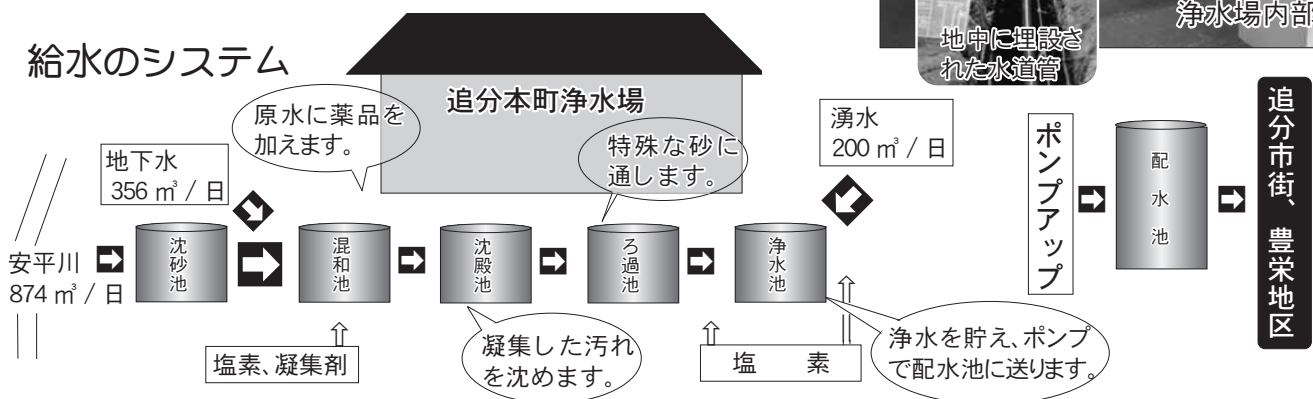 給水のシステム
追分本町浄水場
地中に埋設さ
れた水道管
浄水場内部
原水に薬品を
加えます。
特殊な砂に
通します。
湧水
200 ㎥ / 日
地下水
356 ㎥ / 日
安平川
874 ㎥ / 日
沈砂池
混和池
沈殿池
ろ過池
浄水池
ポンプアップ
配水池
追分市街、豊栄地区
塩素、凝集剤
凝集した汚れ
を沈めます。
塩　素
浄水を貯え、ポンプ
で配水池に送ります。